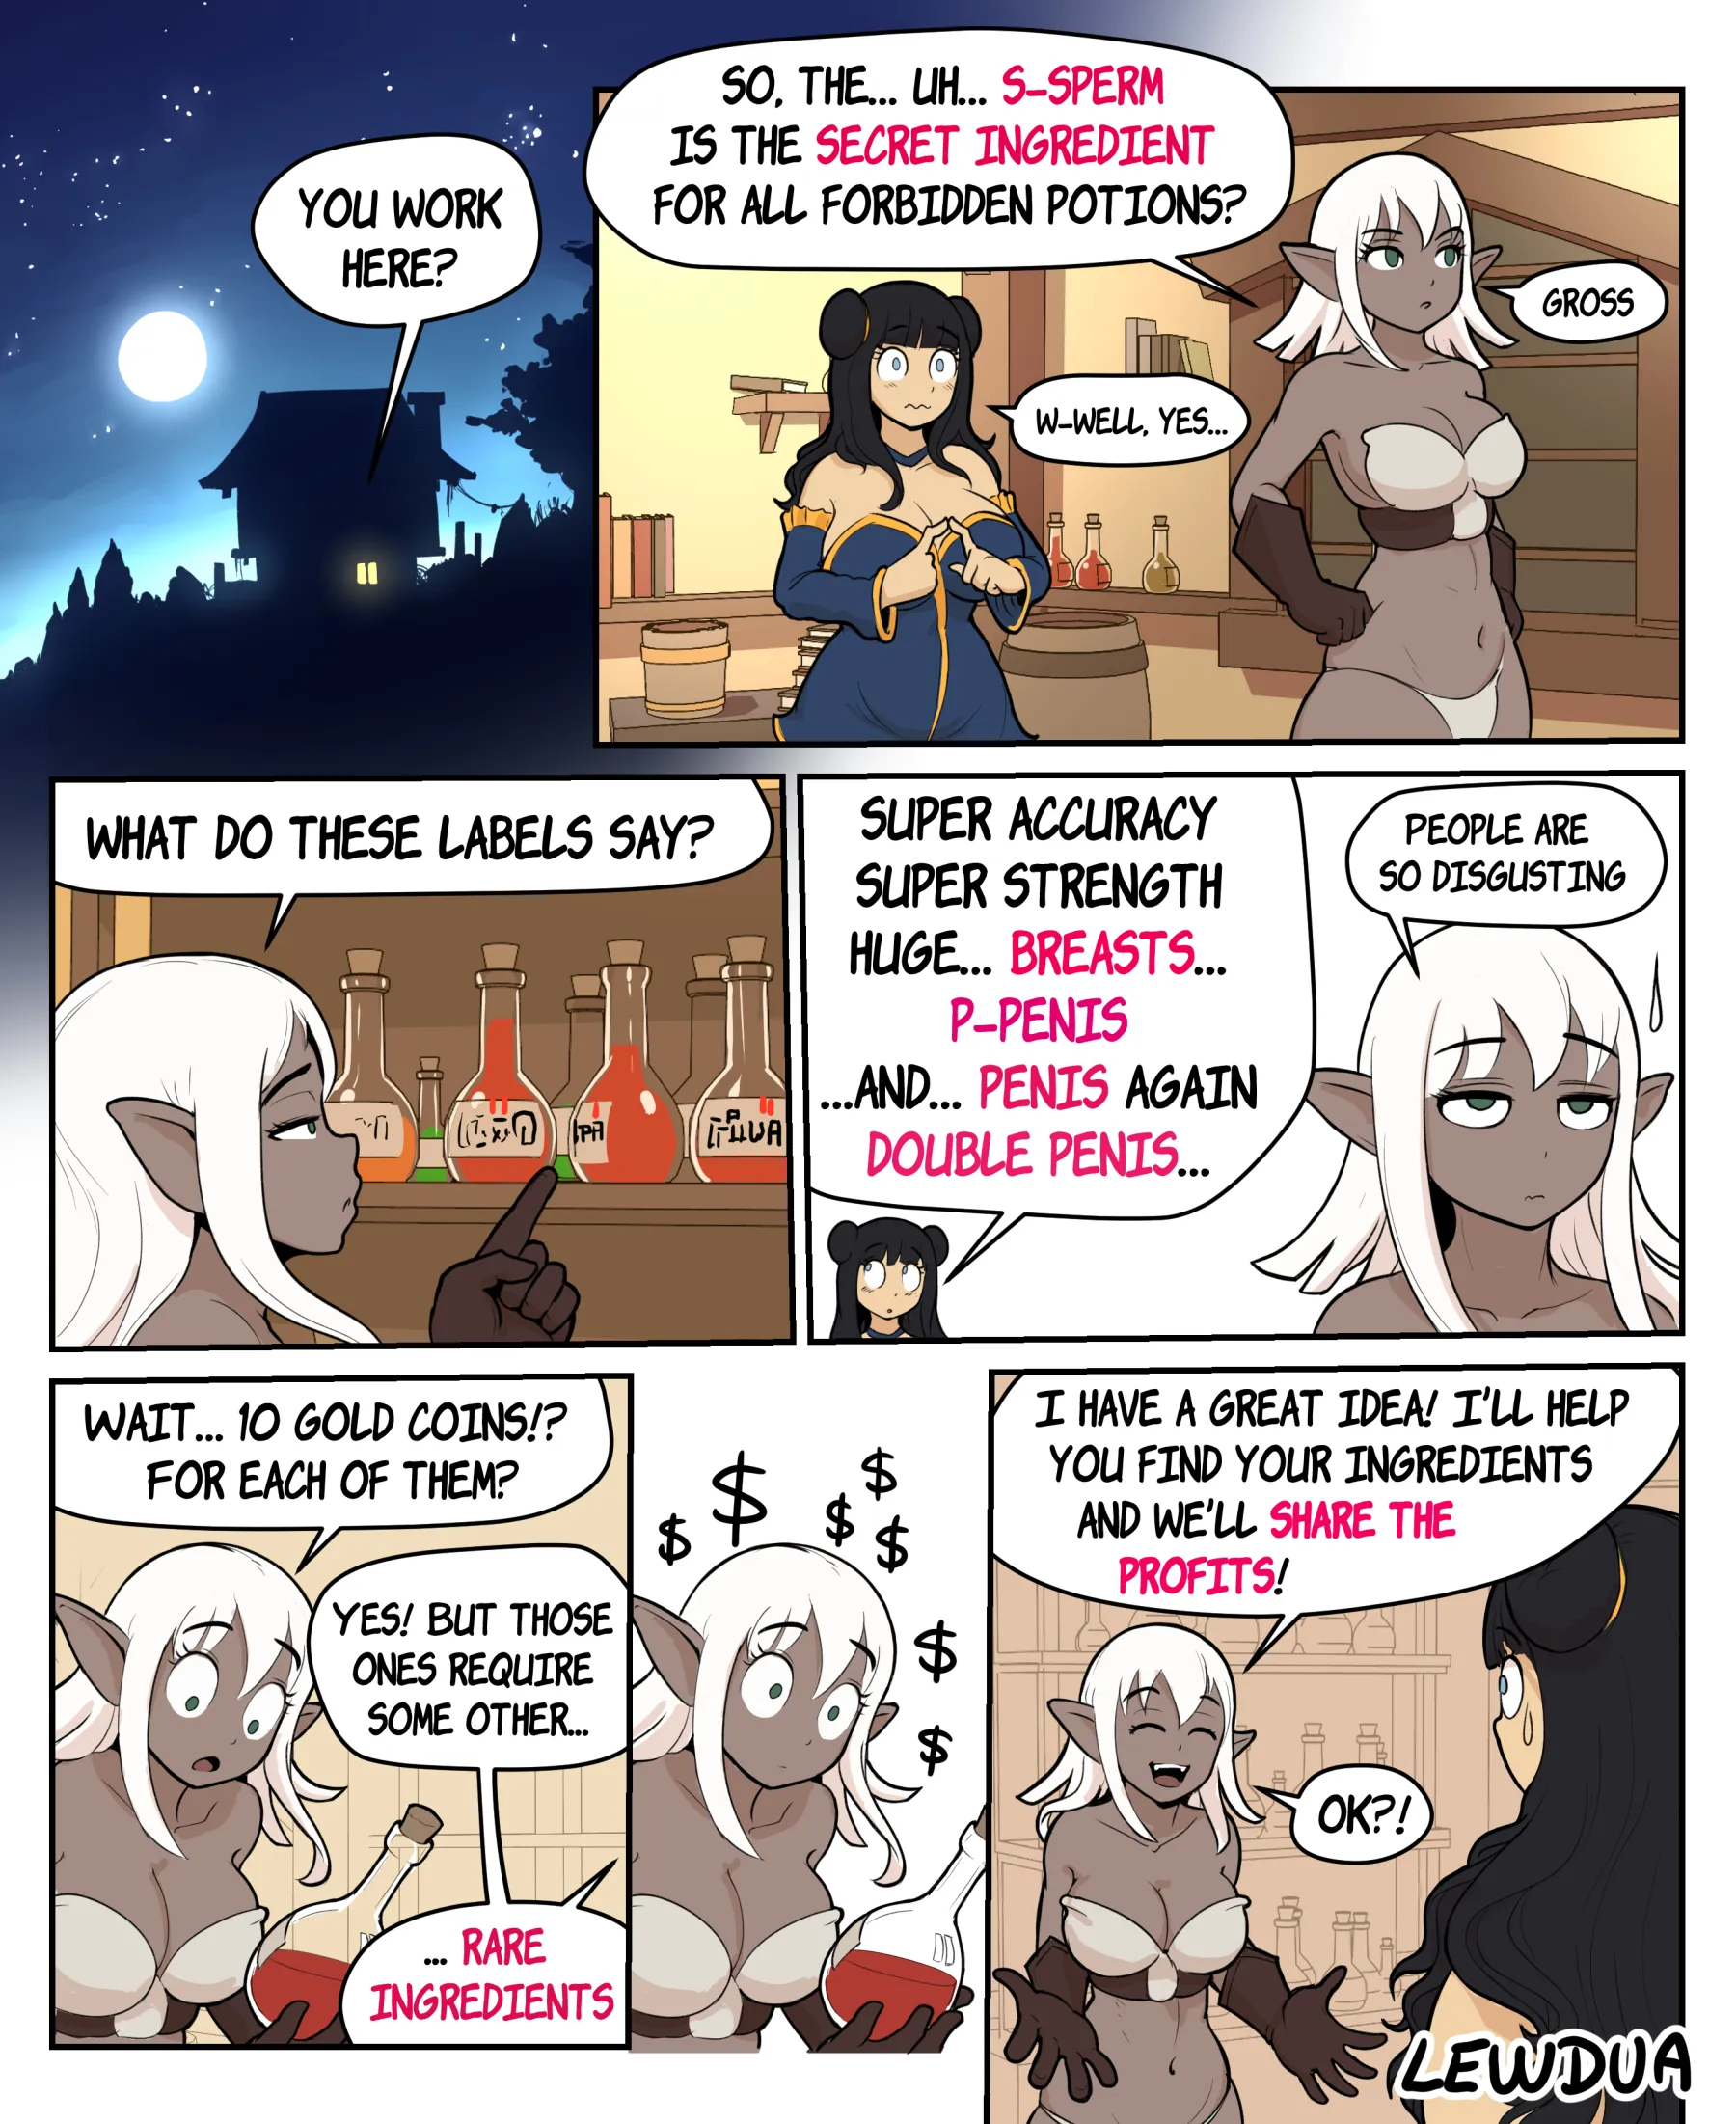 YOU WORK
HERE?
SO, THE... UH... S-SPERM
IS THE SECRET INGREDIENT
FOR ALL FORBIDDEN POTIONS?
GROSS
W-WELL, YES...
WHAT DO THESE LABELS SAY?
SUPER ACCURACY
SUPER STRENGTH
HUGE... BREASTS...
P-PENIS
...AND... PENIS AGAIN
DOUBLE PENIS...
PEOPLE ARE
SO DISGUSTING
WAIT... 10 GOLD COINS!?
FOR EACH OF THEM?
YES! BUT THOSE
ONES REQUIRE
SOME OTHER...
... RARE
INGREDIENTS
$ $ $ $ $ $ $
I HAVE A GREAT IDEA! I'LL HELP
YOU FIND YOUR INGREDIENTS
AND WE'LL SHARE THE
PROFITS!
OK?!
LEWDUA